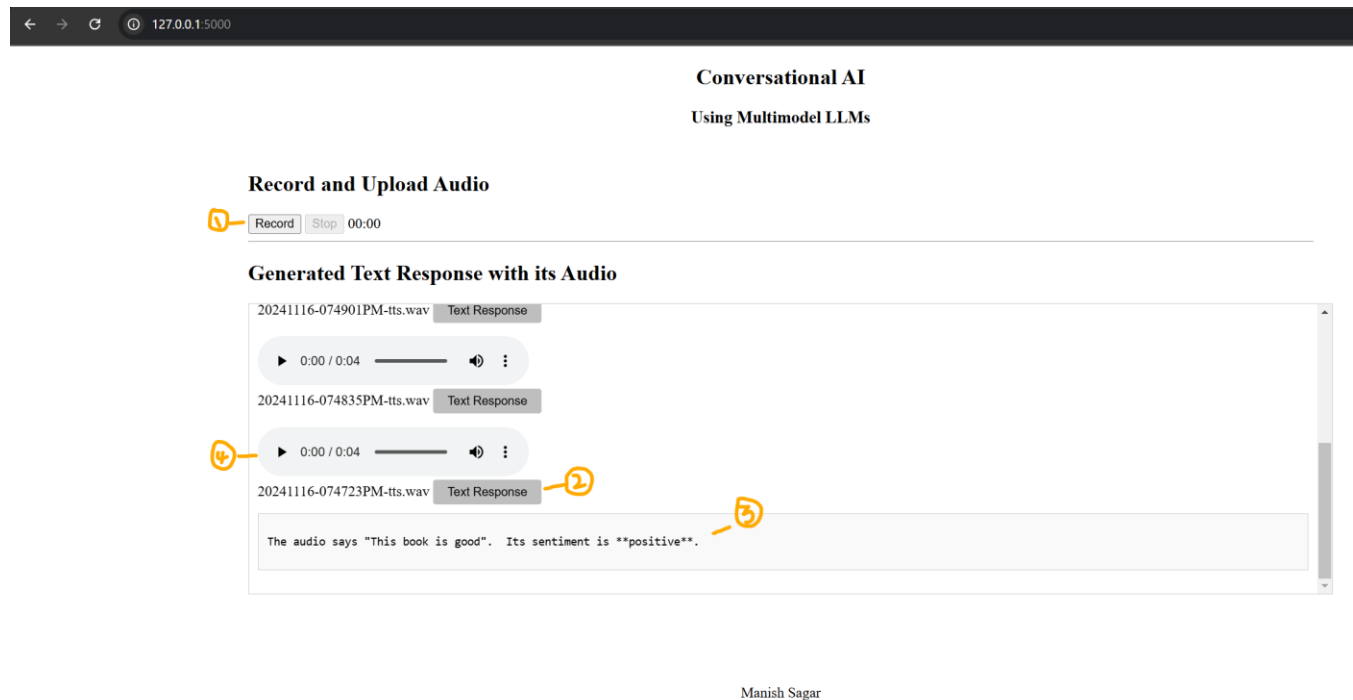 127.0.0.1:5000
Conversational AI
Using Multimodel LLMs
Record and Upload Audio
1 Record Stop 00:00
Generated Text Response with its Audio
20241116-074901PM-tts.wav Text Response
0:00 / 0:04
20241116-074835PM-tts.wav Text Response
4 0:00 / 0:04
20241116-074723PM-tts.wav Text Response 2
3
The audio says "This book is good".  Its sentiment is **positive**.
Manish Sagar